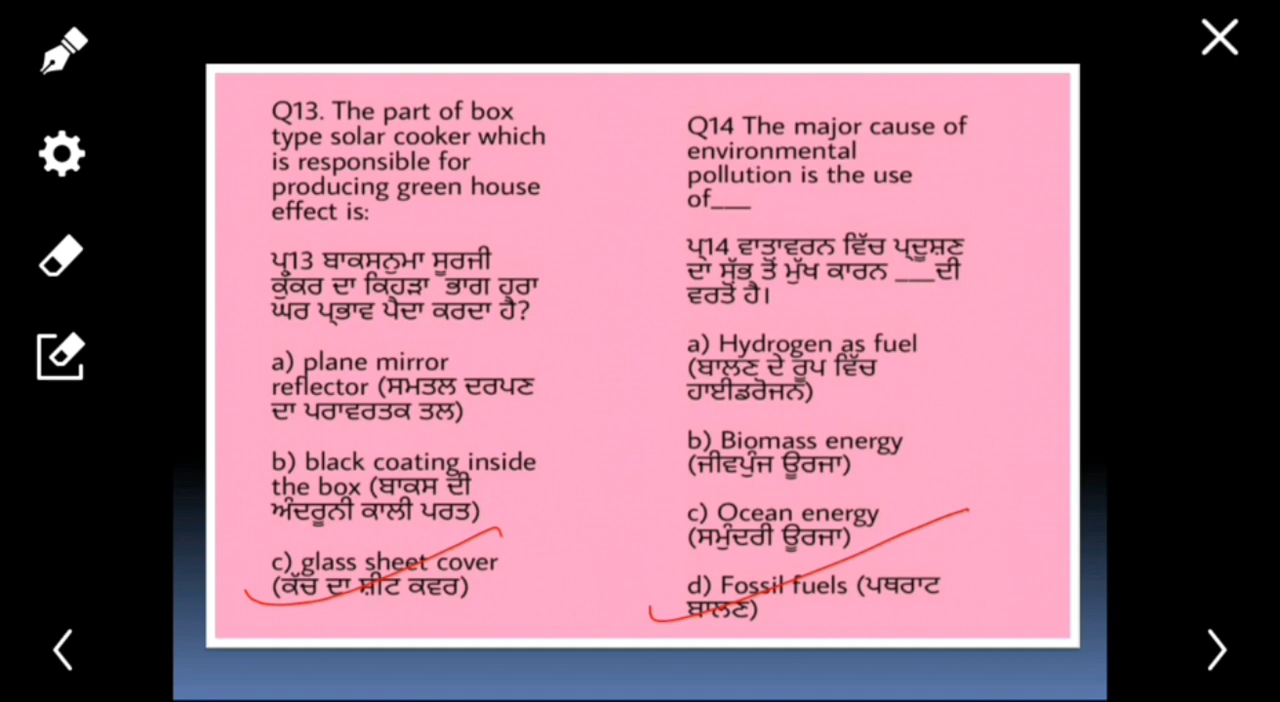 Q13. The part of box
type solar cooker which
is responsible for
producing green house
effect is:
ਪ੍ਰ13 ਬਾਕਸਨੁਮਾ ਸੂਰਜੀ
ਕੁੱਕਰ ਦਾ ਕਿਹੜਾ ਭਾਗ ਹਰਾ
ਘਰ ਪ੍ਰਭਾਵ ਪੈਦਾ ਕਰਦਾ ਹੈ?
a) plane mirror
reflector (ਸਮਤਲ ਦਰਪਣ
ਦਾ ਪਰਾਵਰਤਕ ਤਲ)
b) black coating inside
the box (ਬਾਕਸ ਦੀ
ਅੰਦਰੂਨੀ ਕਾਲੀ ਪਰਤ)
c) glass sheet cover
(ਕੱਚ ਦਾ ਸ਼ੀਟ ਕਵਰ)
Q14 The major cause of
environmental
pollution is the use
of___
ਪ੍ਰ14 ਵਾਤਾਵਰਨ ਵਿੱਚ ਪ੍ਰਦੂਸ਼ਣ
ਦਾ ਸੱਭ ਤੋਂ ਮੁੱਖ ਕਾਰਨ ___ਦੀ
ਵਰਤੋਂ ਹੈ।
a) Hydrogen as fuel
(ਬਾਲਣ ਦੇ ਰੂਪ ਵਿੱਚ
ਹਾਈਡਰੋਜਨ)
b) Biomass energy
(ਜੀਵਪੁੰਜ ਊਰਜਾ)
c) Ocean energy
(ਸਮੁੰਦਰੀ ਊਰਜਾ)
d) Fossil fuels (ਪਥਰਾਟ
ਬਾਲਣ)